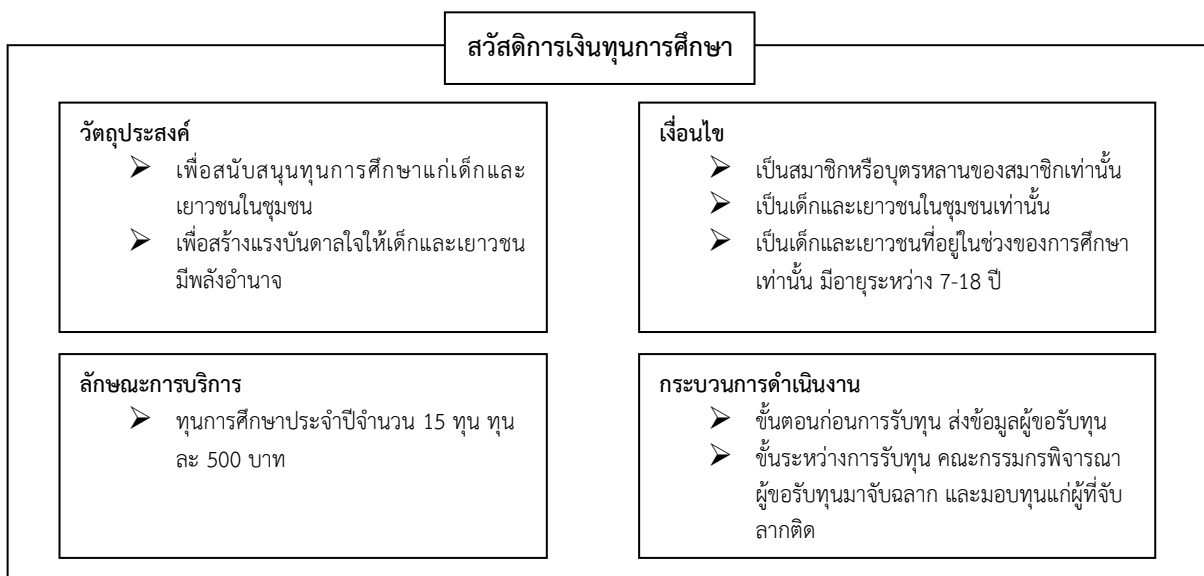 สวัสดิการเงินทุนการศึกษา
วัตถุประสงค์
➢ เพื่อสนับสนุนทุนการศึกษาแก่เด็กและ
เยาวชนในชุมชน
➢ เพื่อสร้างแรงบันดาลใจให้เด็กและเยาวชน
มีพลังอำนาจ
เงื่อนไข
➢ เป็นสมาชิกหรือบุตรหลานของสมาชิกเท่านั้น
➢ เป็นเด็กและเยาวชนในชุมชนเท่านั้น
➢ เป็นเด็กและเยาวชนที่อยู่ในช่วงของการศึกษา
เท่านั้น มีอายุระหว่าง 7-18 ปี
ลักษณะการบริการ
➢ ทุนการศึกษาประจำปีจำนวน 15 ทุน ทุน
ละ 500 บาท
กระบวนการดำเนินงาน
➢ ขั้นตอนก่อนการรับทุน ส่งข้อมูลผู้ขอรับทุน
➢ ขั้นระหว่างการรับทุน คณะกรรมกรพิจารณา
ผู้ขอรับทุนมาจับฉลาก และมอบทุนแก่ผู้ที่จับ
ลากติด